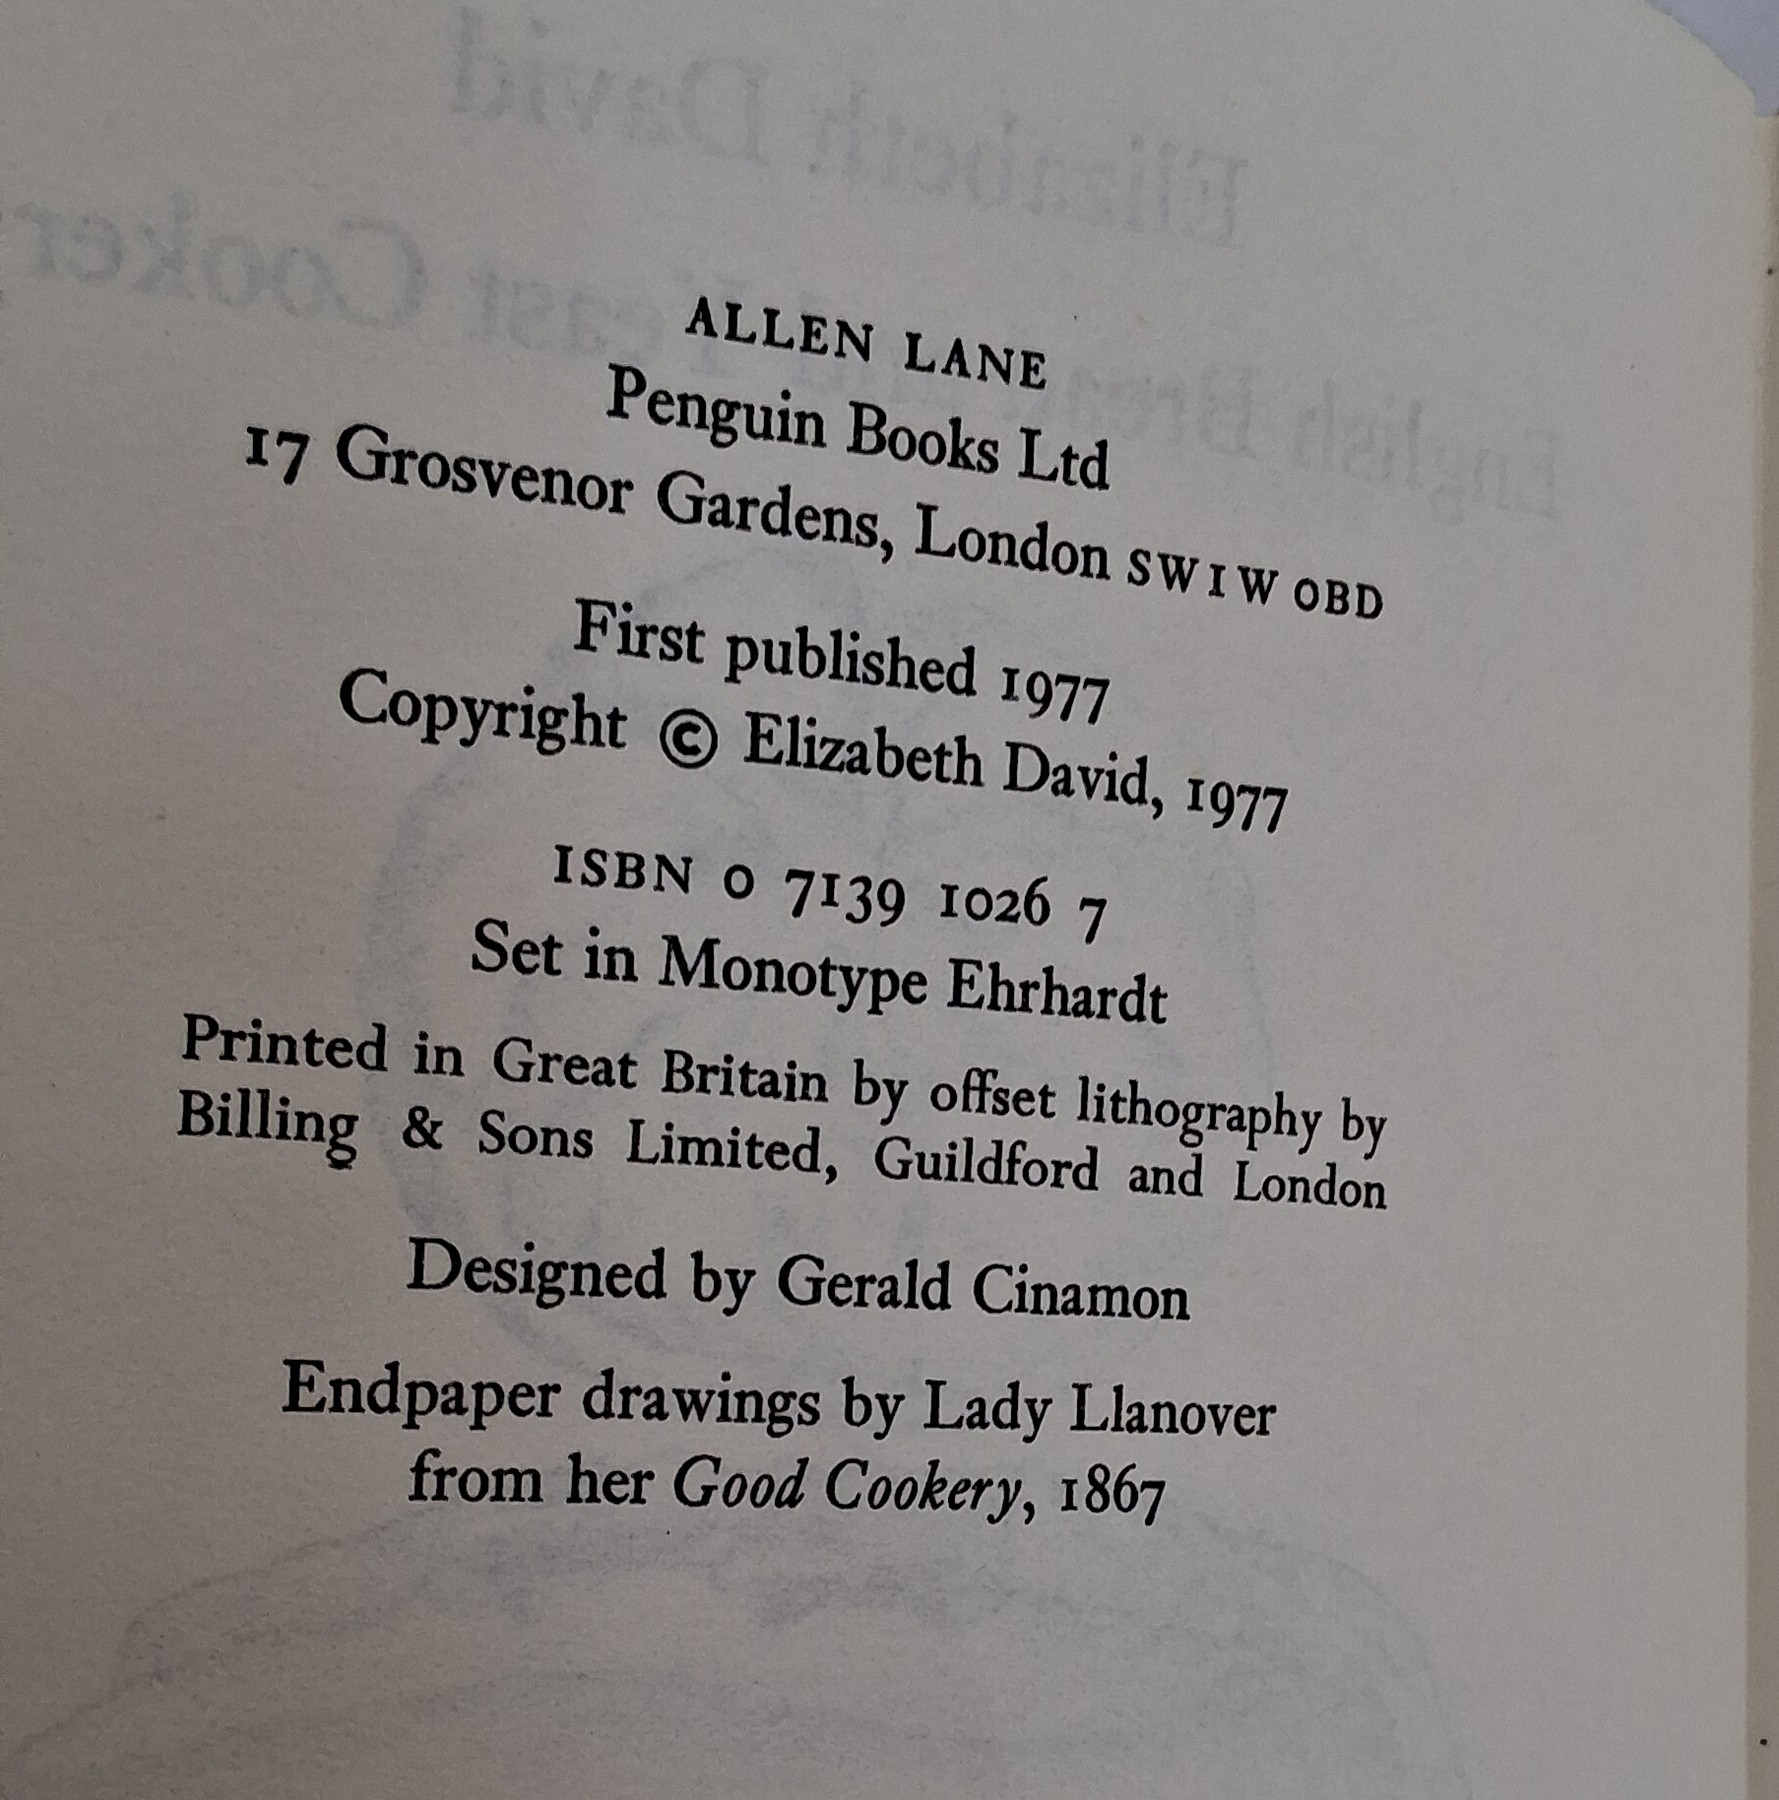 ALLEN LANE
Penguin Books Ltd
17 Grosvenor Gardens, London SW1W 0BD
First published 1977
Copyright © Elizabeth David, 1977
ISBN 0 7139 1026 7
Set in Monotype Ehrhardt
Printed in Great Britain by offset lithography by
Billing & Sons Limited, Guildford and London
Designed by Gerald Cinamon
Endpaper drawings by Lady Llanover
from her Good Cookery, 1867